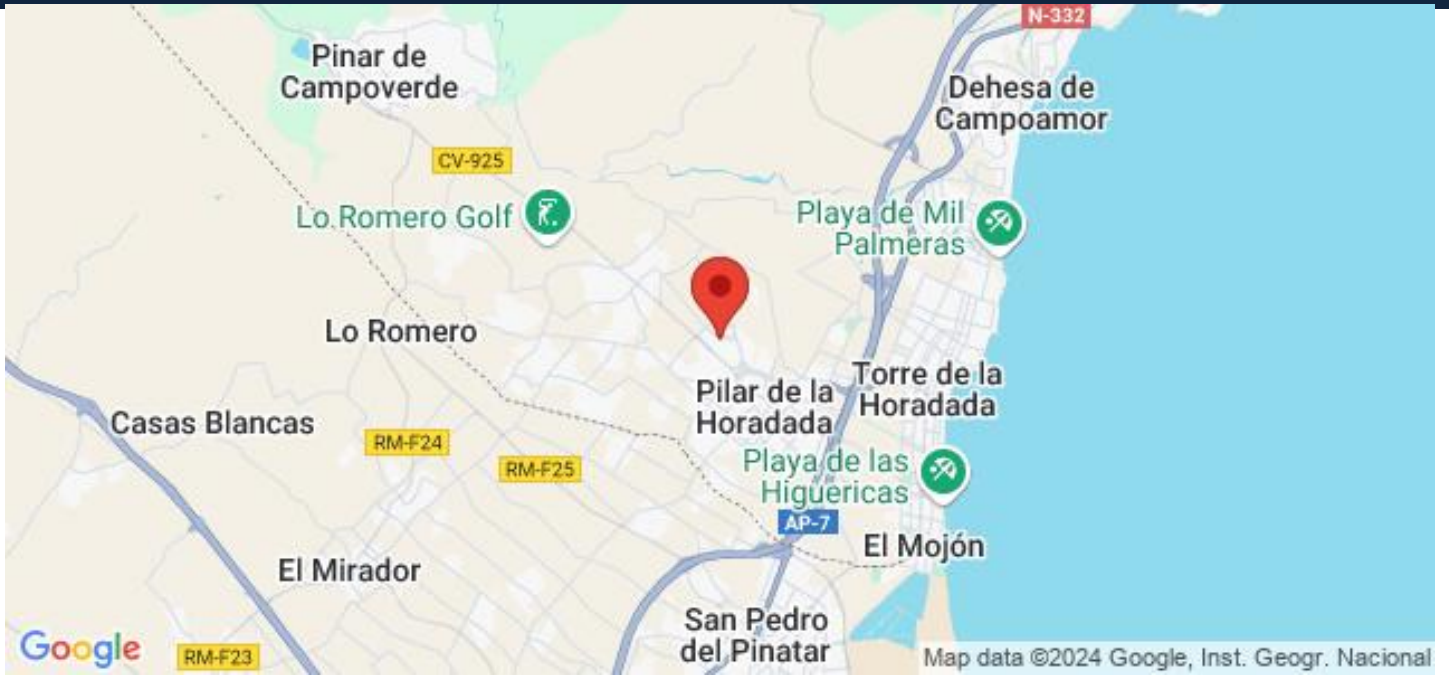 N-332
Pinar de
Campoverde
Dehesa de
Campoamor
CV-925
Lo Romero Golf
Playa de Mil
Palmeras
Lo Romero
Pilar de la
Horadada
Torre de la
Horadada
Casas Blancas
RM-F24
RM-F25
Playa de las
Higuericas
AP-7
El Mojón
El Mirador
San Pedro
del Pinatar
Google
RM-F23
Map data ©2024 Google, Inst. Geogr. Nacional